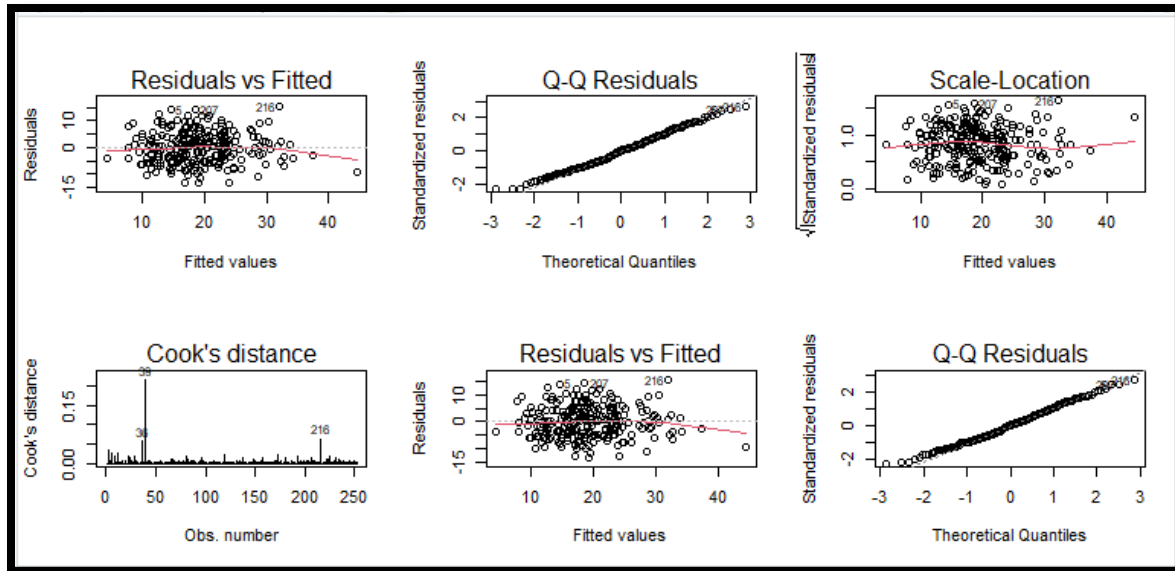 Residuals vs Fitted
Residuals
10
0
-15
5
207
216
10 20 30 40
Fitted values
Q-Q Residuals
Standardized residuals
2
0
-2
216
-3 -2 -1 0 1 2 3
Theoretical Quantiles
Scale-Location
√|Standardized residuals|
1.0
0.0
5
207
216
10 20 30 40
Fitted values
Cook's distance
Cook's distance
0.15
0.00
39
36
216
0 50 100 150 200 250
Obs. number
Residuals vs Fitted
Residuals
10
0
-15
5
207
216
10 20 30 40
Fitted values
Q-Q Residuals
Standardized residuals
2
0
-2
216
-3 -2 -1 0 1 2 3
Theoretical Quantiles